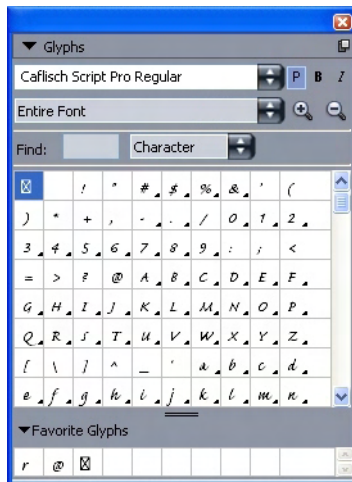 Glyphs
Caflisch Script Pro Regular P B I
Entire Font
Find: Character
! " # $ % & ' (
) * + , - . / 0 1 2
3 4 5 6 7 8 9 : ; <
= > ? @ A B C D E F
G H I J K L M N O P
Q R S T U V W X Y Z
[ \ ] ^ _ ` a b c d
e f g h i j k l m n
Favorite Glyphs
r @